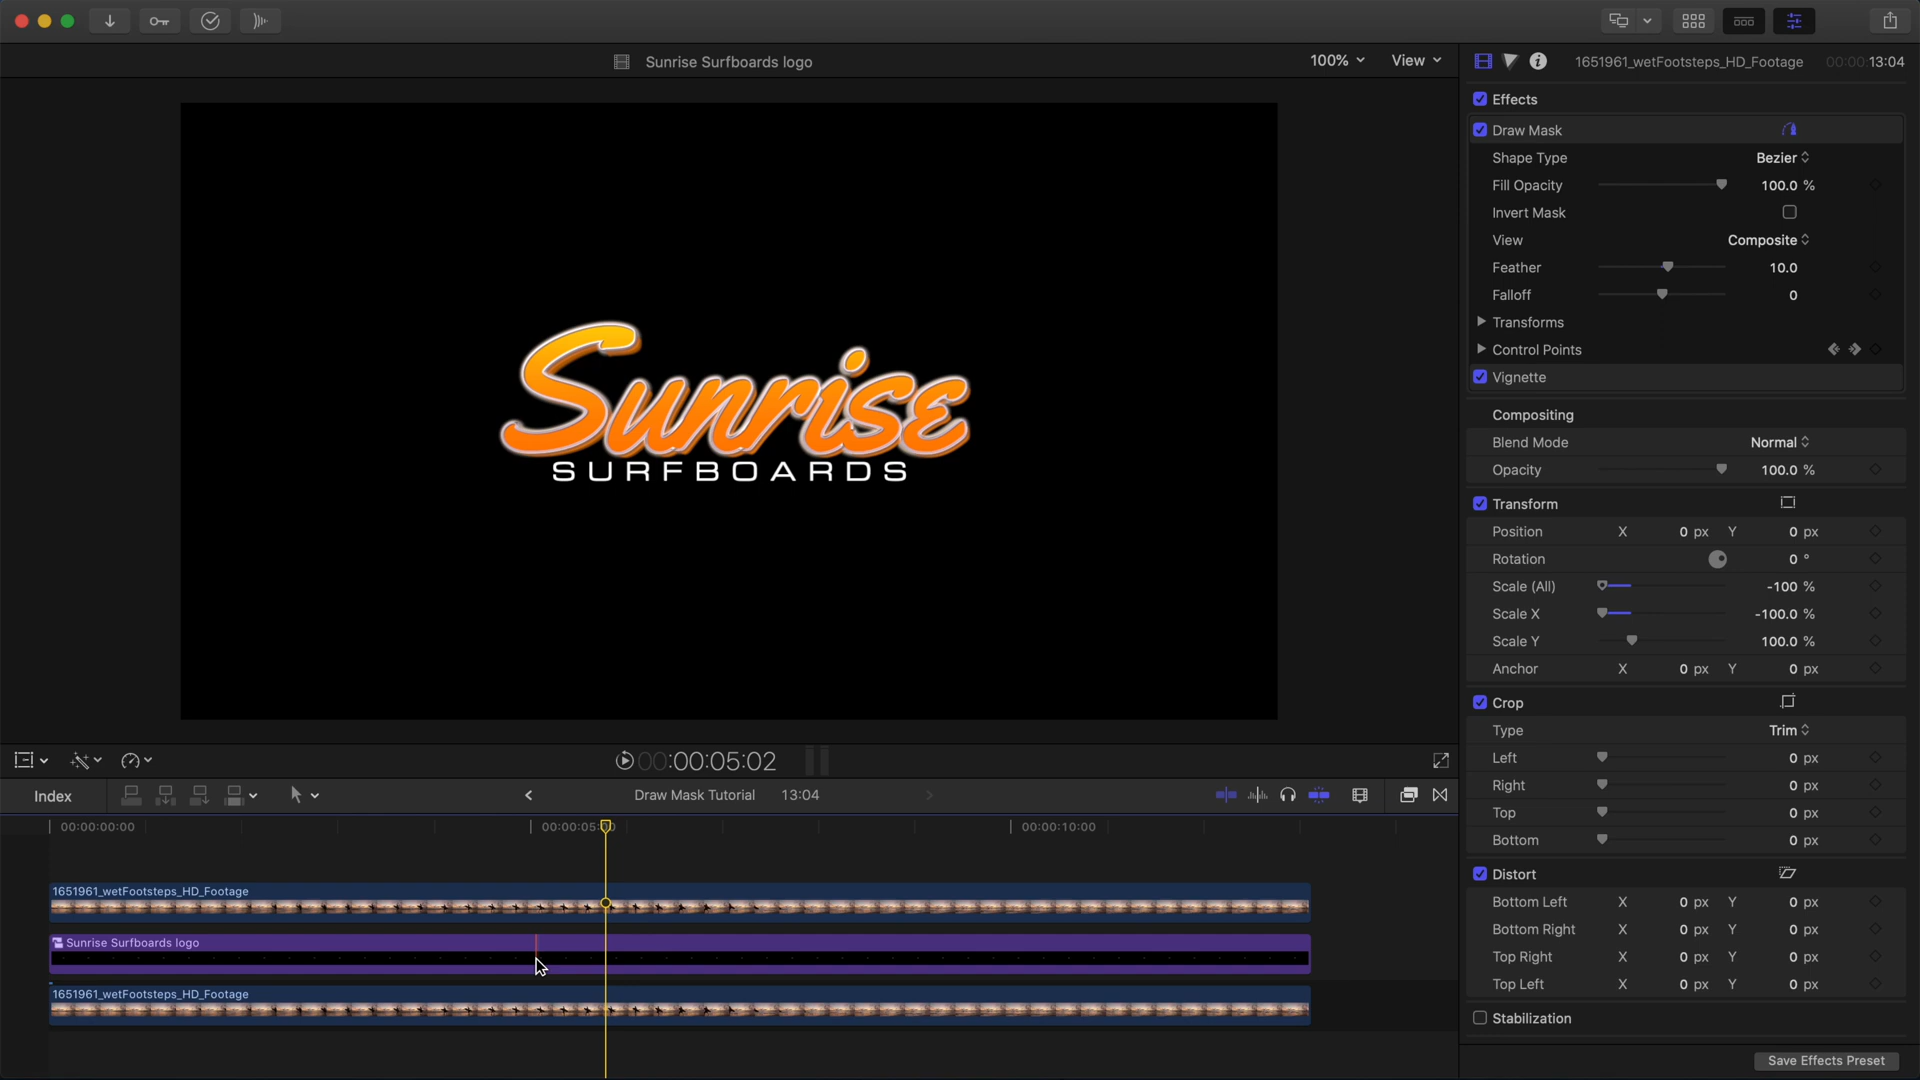 Sunrise Surfboards logo
100%
View
1651961_wetFootsteps_HD_Footage
00:00:00:13:04
Effects
Draw Mask
Shape Type
Bezier
Fill Opacity
100.0 %
Invert Mask
View
Composite
Feather
10.0
Falloff
0
Transforms
Control Points
Vignette
Compositing
Blend Mode
Normal
Opacity
100.0 %
Transform
Position X 0 px Y 0 px
Rotation 0 °
Scale (All) -100 %
Scale X -100.0 %
Scale Y 100.0 %
Anchor X 0 px Y 0 px
Crop
Type Trim
Left 0 px
Right 0 px
Top 0 px
Bottom 0 px
Distort
Bottom Left X 0 px Y 0 px
Bottom Right X 0 px Y 0 px
Top Right X 0 px Y 0 px
Top Left X 0 px Y 0 px
Stabilization
Save Effects Preset
Sunrise
SURFBOARDS
00:00:00:05:02
Index
Draw Mask Tutorial
13:04
00:00:00:00
00:00:10:00
1651961_wetFootsteps_HD_Footage
Sunrise Surfboards logo
1651961_wetFootsteps_HD_Footage